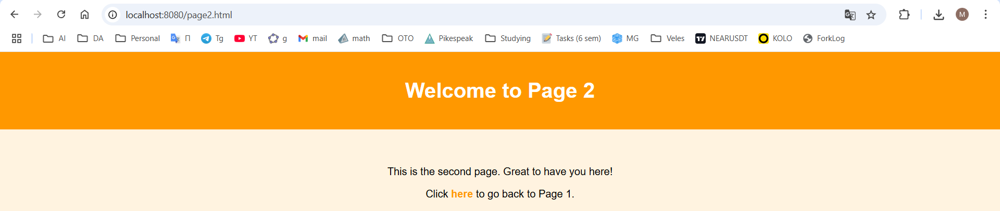 localhost:8080/page2.html
M
AI DA Personal П Tg YT g mail math OTO Pikespeak Studying Tasks (6 sem) MG Veles NEARUSDT KOLO ForkLog
Welcome to Page 2
This is the second page. Great to have you here!
Click here to go back to Page 1.